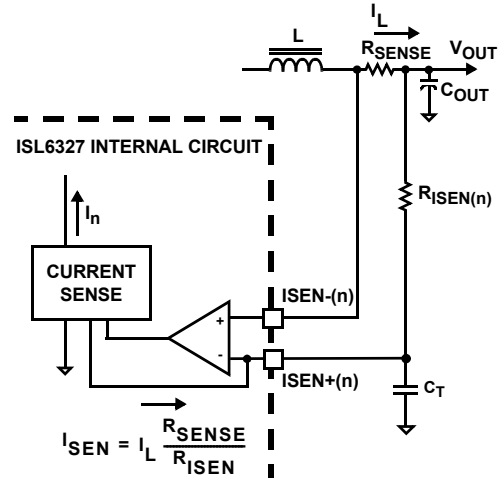 I_L
L
R_SENSE
V_OUT
C_OUT
ISL6327 INTERNAL CIRCUIT
R_ISEN(n)
I_n
CURRENT
SENSE
ISEN-(n)
+
-
ISEN+(n)
C_T
I_SEN = I_L R_SENSE / R_ISEN